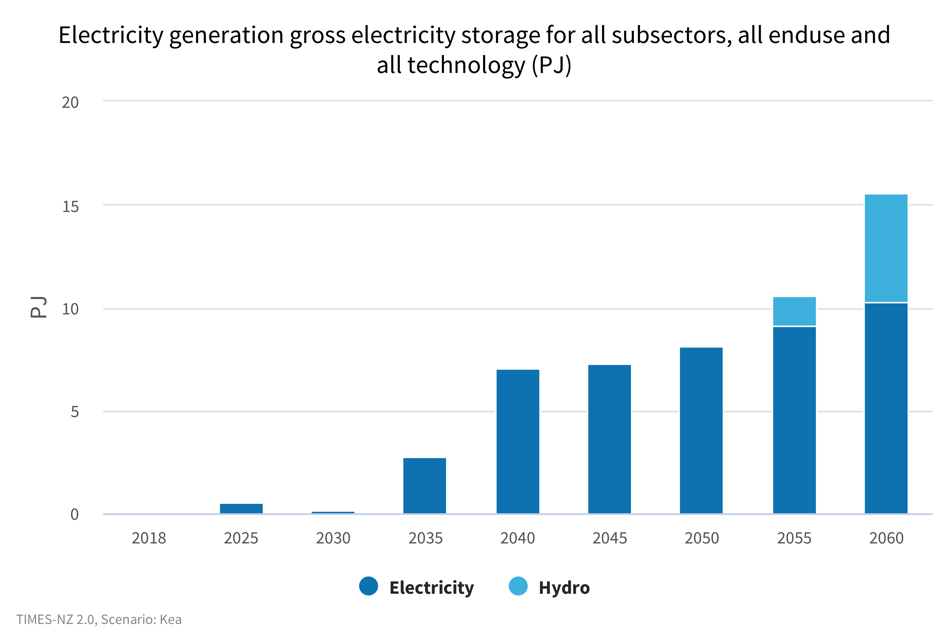 Electricity generation gross electricity storage for all subsectors, all enduse and
all technology (PJ)
20
15
10
5
0
PJ
2018 2025 2030 2035 2040 2045 2050 2055 2060
Electricity Hydro
TIMES-NZ 2.0, Scenario: Kea